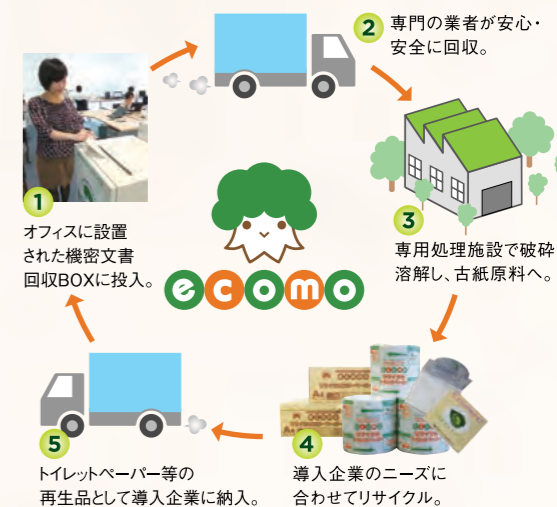 2
専門の業者が安心・
安全に回収。
1
オフィスに設置
された機密文書
回収BOXに投入。
ecomo
3
専用処理施設で破砕
溶解し、古紙原料へ。
5
トイレットペーパー等の
再生品として導入企業に納入。
4
導入企業のニーズに
合わせてリサイクル。